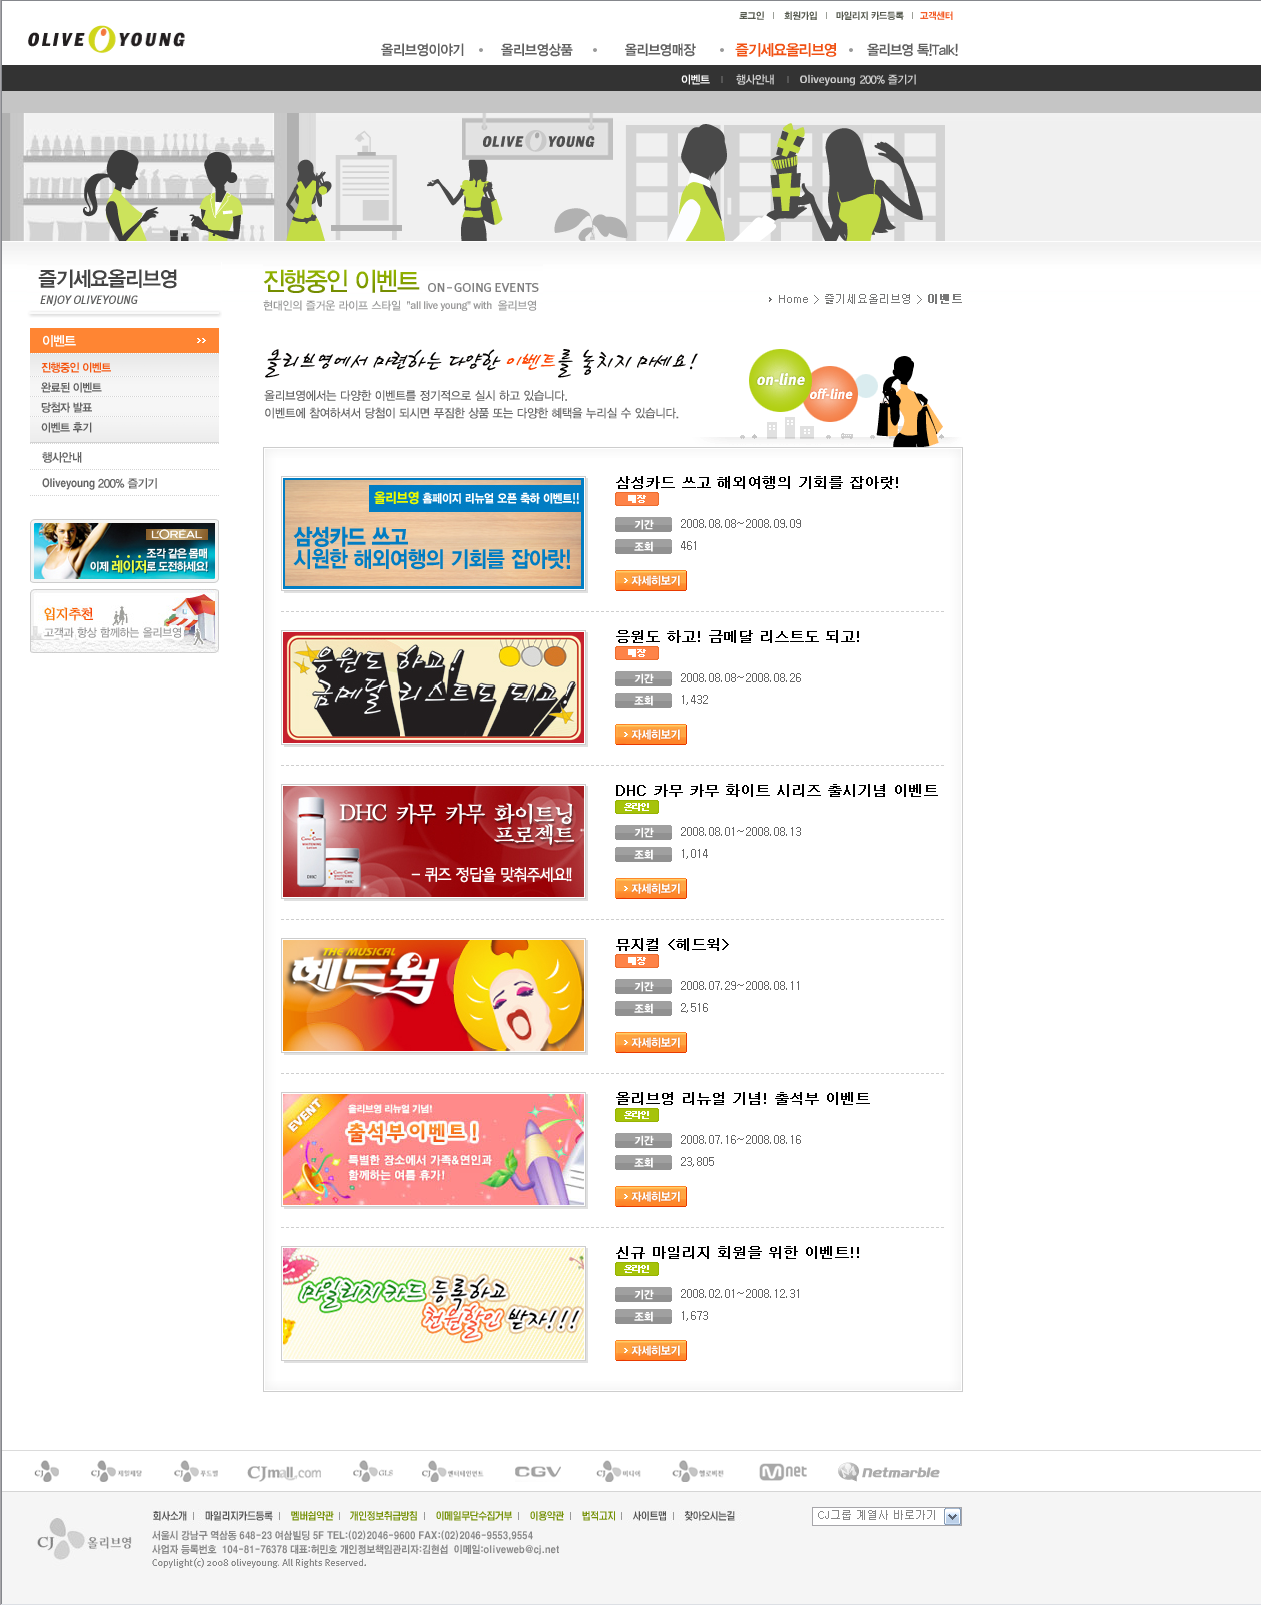 로그인 회원가입 마일리지 카드등록 고객센터
OLIVE YOUNG
올리브영이야기 올리브영상품 올리브영매장 즐기세요올리브영 올리브영 톡!Talk!
이벤트 행사안내 Oliveyoung 200% 즐기기
OLIVE YOUNG
즐기세요올리브영
ENJOY OLIVEYOUNG
이벤트
진행중인 이벤트
완료된 이벤트
당첨자 발표
이벤트 후기
행사안내
Oliveyoung 200% 즐기기
L'OREAL
조각 같은 몸매
이제 레이저로 도전하세요!
입지추천
고객과 항상 함께하는 올리브영
진행중인 이벤트 ON-GOING EVENTS
현대인의 즐거운 라이프 스타일 "all live young" with 올리브영
Home > 즐기세요올리브영 > 이벤트
올리브영에서 마련하는 다양한 이벤트를 놓치지 마세요!
올리브영에서는 다양한 이벤트를 정기적으로 실시 하고 있습니다.
이벤트에 참여하셔서 당첨이 되시면 푸짐한 상품 또는 다양한 혜택을 누리실 수 있습니다.
on-line
off-line
올리브영 홈페이지 리뉴얼 오픈 축하 이벤트!!
삼성카드 쓰고
시원한 해외여행의 기회를 잡아랏!
삼성카드 쓰고 해외여행의 기회를 잡아랏!
매장
기간 2008.08.08~2008.09.09
조회 461
자세히보기
응원도 하고!
금메달 리스트도 되고!
응원도 하고! 금메달 리스트도 되고!
매장
기간 2008.08.08~2008.08.26
조회 1,432
자세히보기
DHC 카무 카무 화이트닝
프로젝트
- 퀴즈 정답을 맞춰주세요!!
DHC
DHC
DHC 카무 카무 화이트 시리즈 출시기념 이벤트
온라인
기간 2008.08.01~2008.08.13
조회 1,014
자세히보기
THE MUSICAL
헤드윅
뮤지컬 <헤드윅>
매장
기간 2008.07.29~2008.08.11
조회 2,516
자세히보기
EVENT
올리브영 리뉴얼 기념!
출석부이벤트!
특별한 장소에서 가족&연인과
함께하는 여름 휴가!
올리브영 리뉴얼 기념! 출석부 이벤트
온라인
기간 2008.07.16~2008.08.16
조회 23,805
자세히보기
마일리지카드 등록하고
천원할인 받자!!!
신규 마일리지 회원을 위한 이벤트!!
온라인
기간 2008.02.01~2008.12.31
조회 1,673
자세히보기
CJ CJ 제일제당 CJ 푸드빌 CJmall.com CJ GLS CJ 엔터테인먼트 CGV CJ 미디어 CJ 헬로비전 Mnet Netmarble
회사소개 마일리지카드등록 멤버쉽약관 개인정보취급방침 이메일무단수집거부 이용약관 법적고지 사이트맵 찾아오시는길
CJ그룹 계열사 바로가기
CJ 올리브영
서울시 강남구 역삼동 648-23 여삼빌딩 5F TEL:(02)2046-9600 FAX:(02)2046-9553,9554
사업자 등록번호 104-81-76378 대표:허민호 개인정보책임관리자:김현섭 이메일:oliveweb@cj.net
Copylight(c) 2008 oliveyoung. All Rights Reserved.